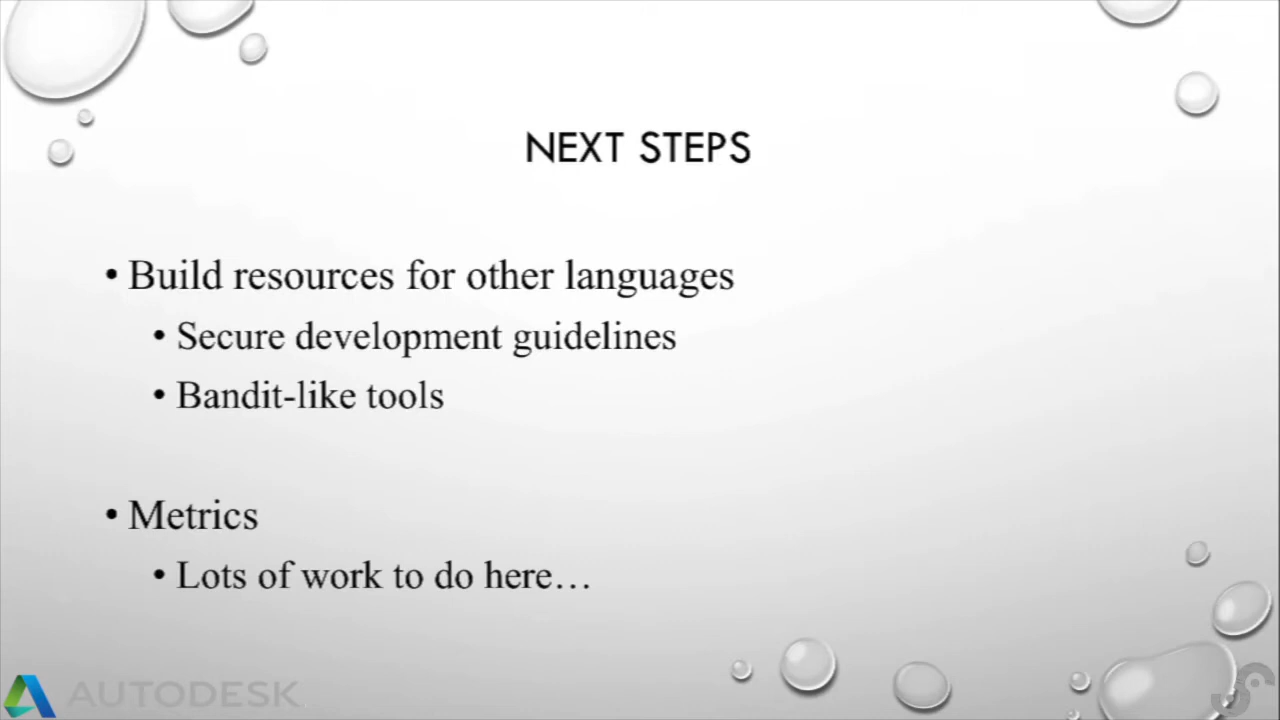 NEXT STEPS
• Build resources for other languages
• Secure development guidelines
• Bandit-like tools
• Metrics
• Lots of work to do here…
AUTODESK